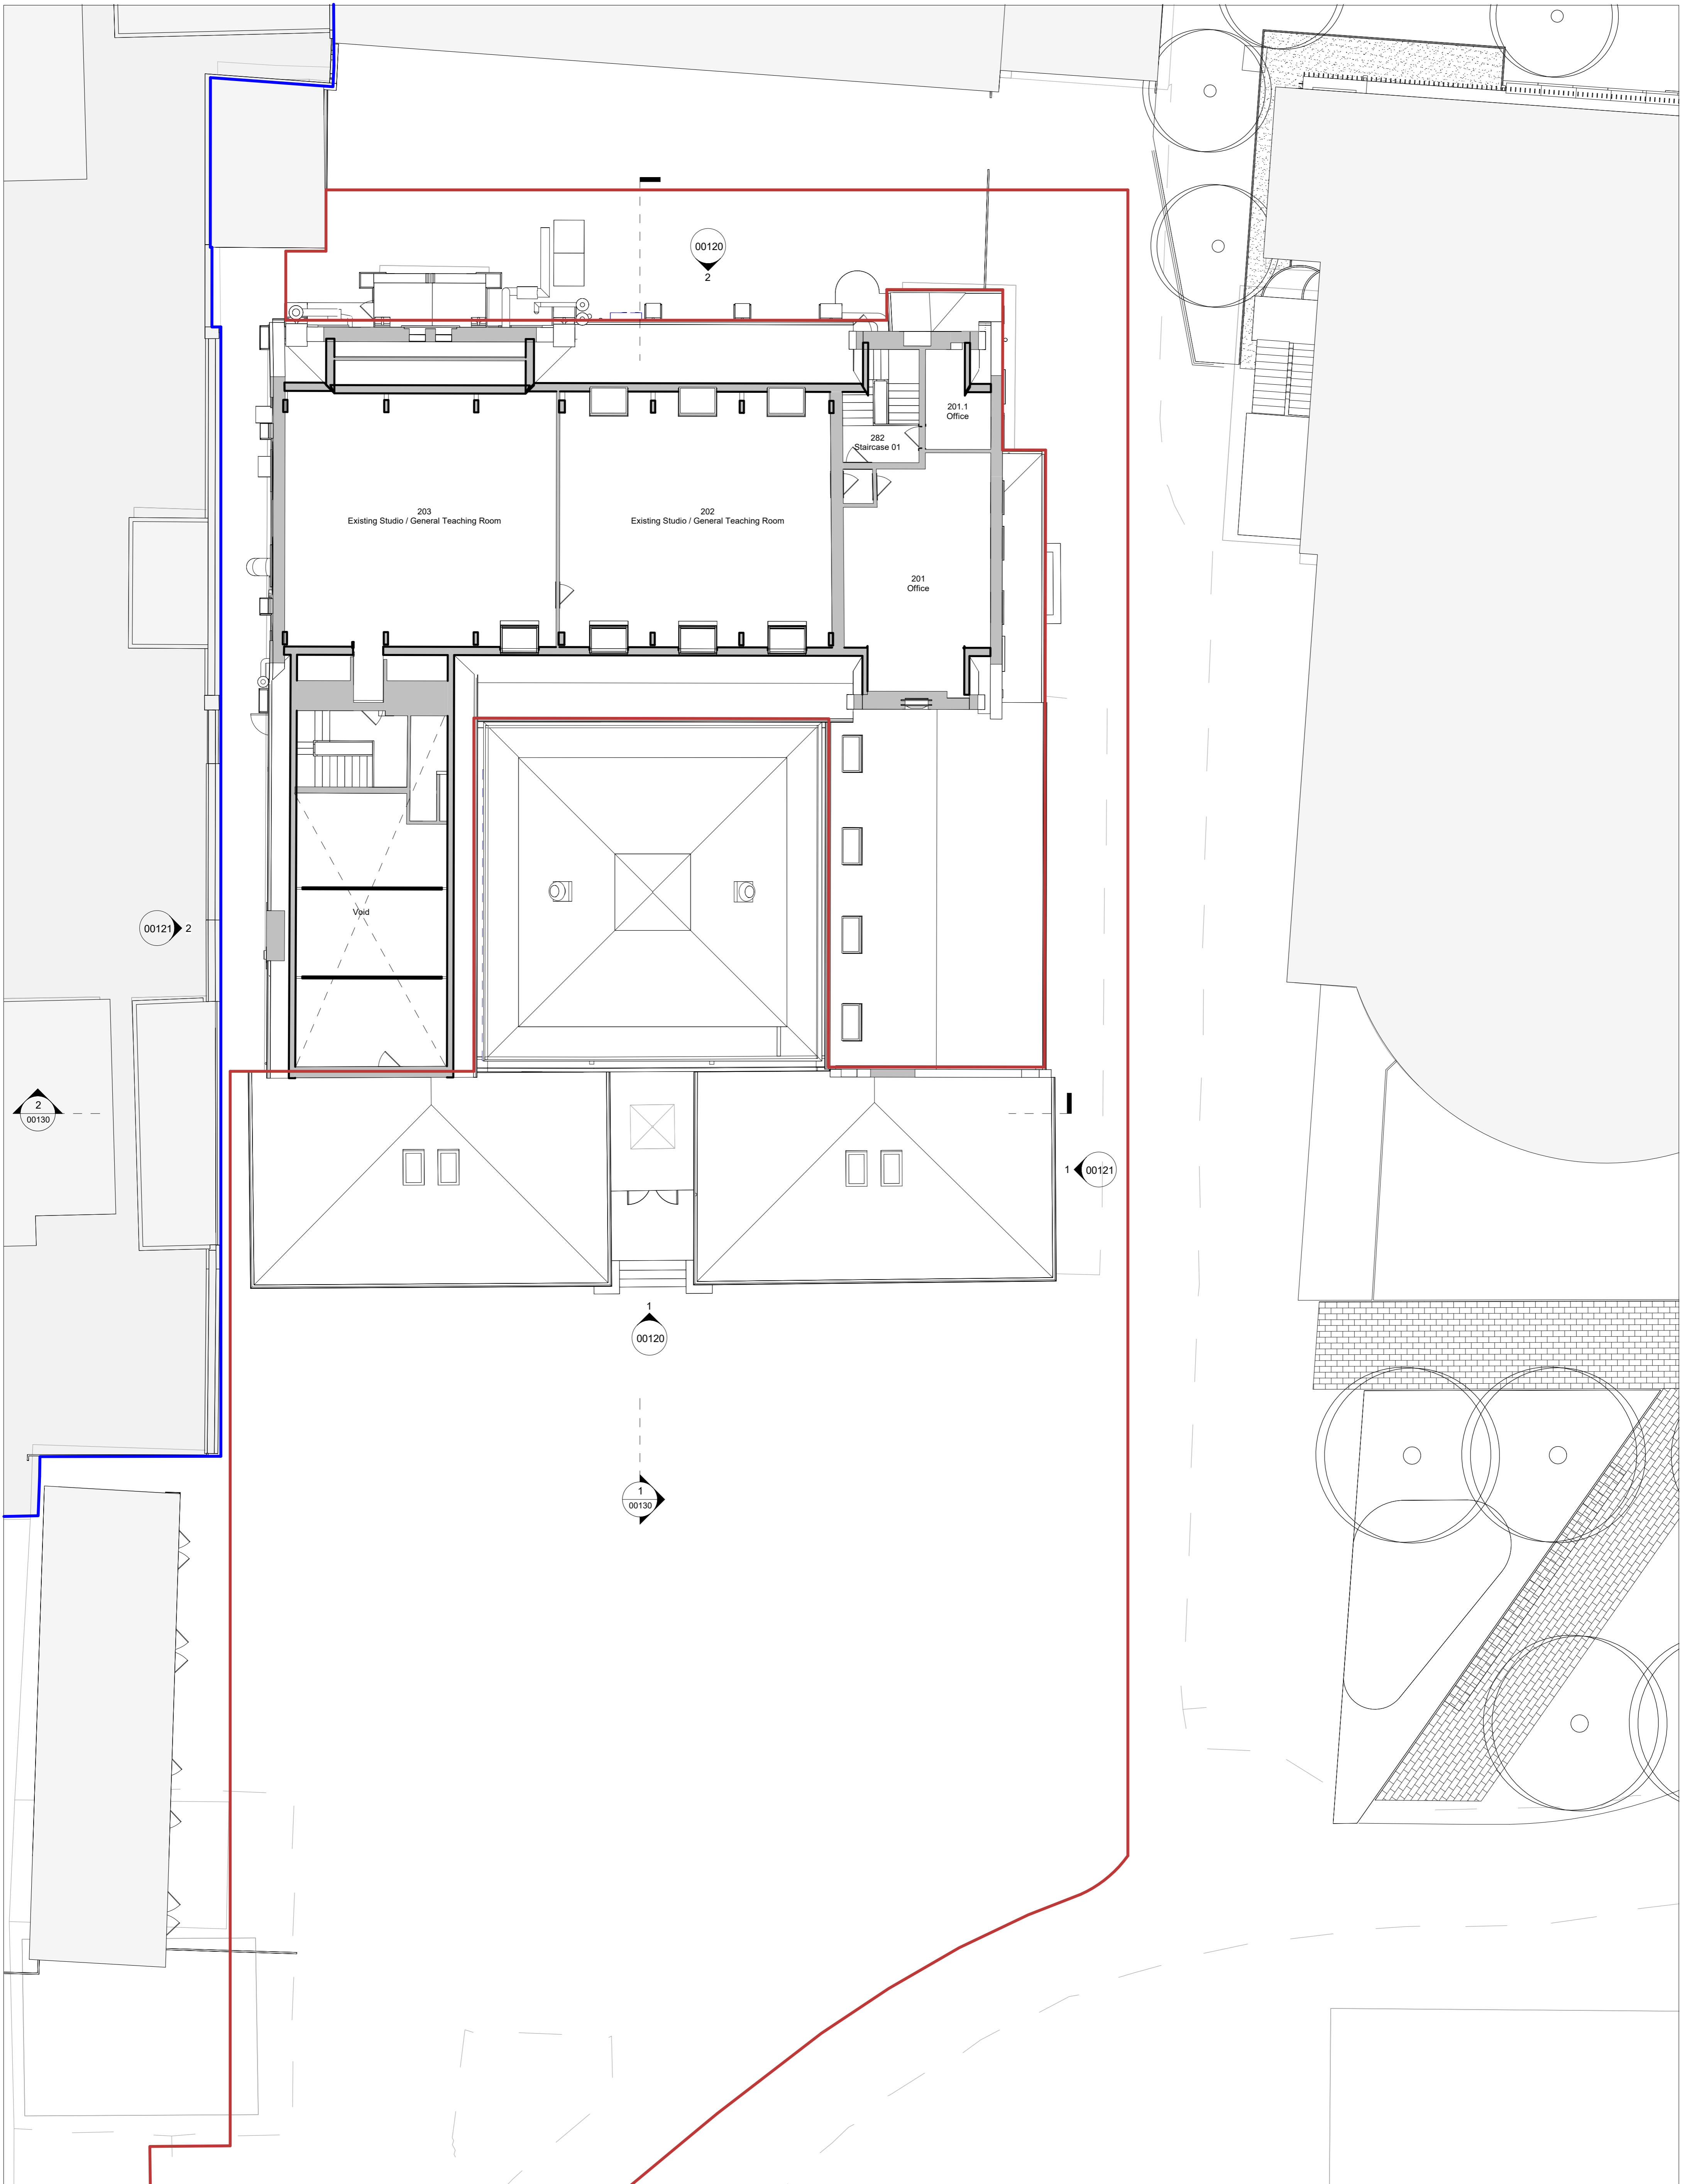 00120
2
201.1
Office
282
Staircase 01
203
Existing Studio / General Teaching Room
202
Existing Studio / General Teaching Room
201
Office
Void
00121 2
2
00130
1 00121
1
00120
1
00130